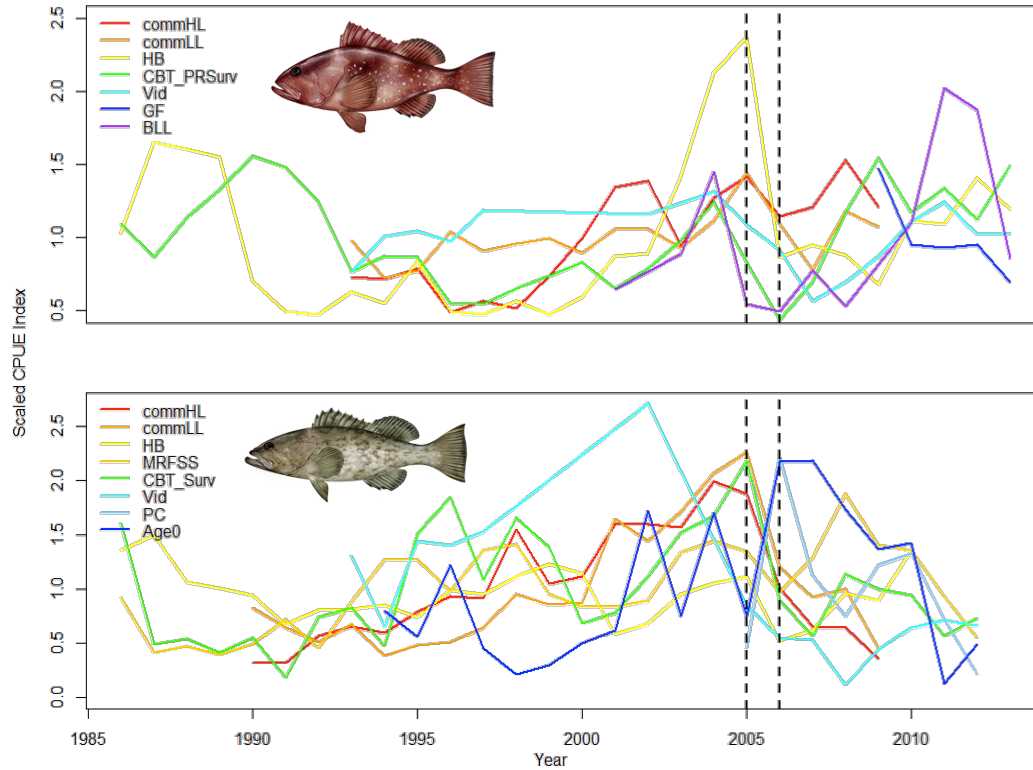 2.5
2.0
1.5
1.0
0.5
commHL
commLL
HB
CBT_PRSurv
Vid
GF
BLL
Scaled CPUE Index
2.5
2.0
1.5
1.0
0.5
0.0
commHL
commLL
HB
MRFSS
CBT_Surv
Vid
PC
Age0
1985 1990 1995 2000 2005 2010
Year